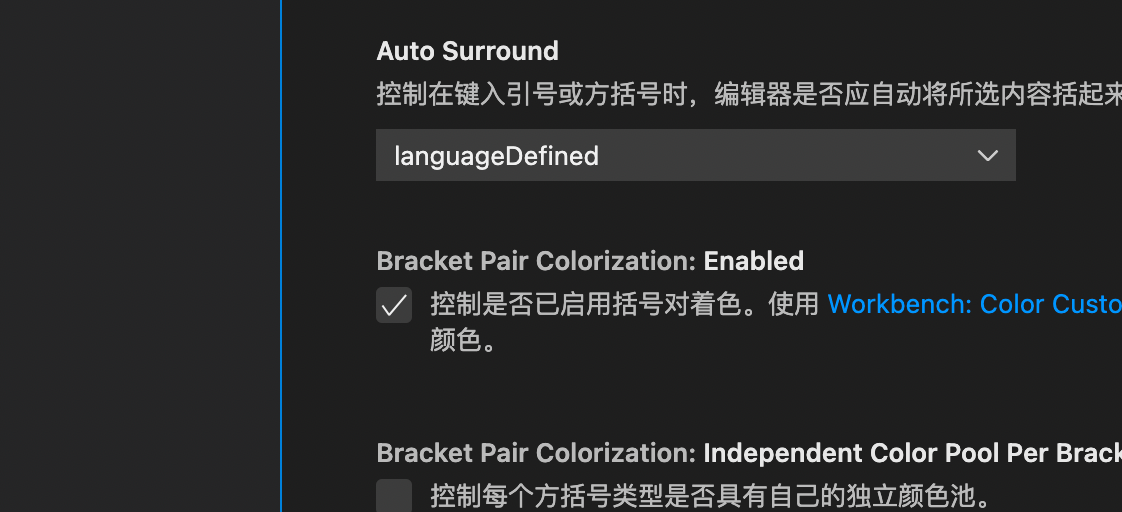 Auto Surround
控制在键入引号或方括号时，编辑器是否应自动将所选内容括起来
languageDefined
Bracket Pair Colorization: Enabled
控制是否已启用括号对着色。使用 Workbench: Color Custo
颜色。
Bracket Pair Colorization: Independent Color Pool Per Brack
控制每个方括号类型是否具有自己的独立颜色池。